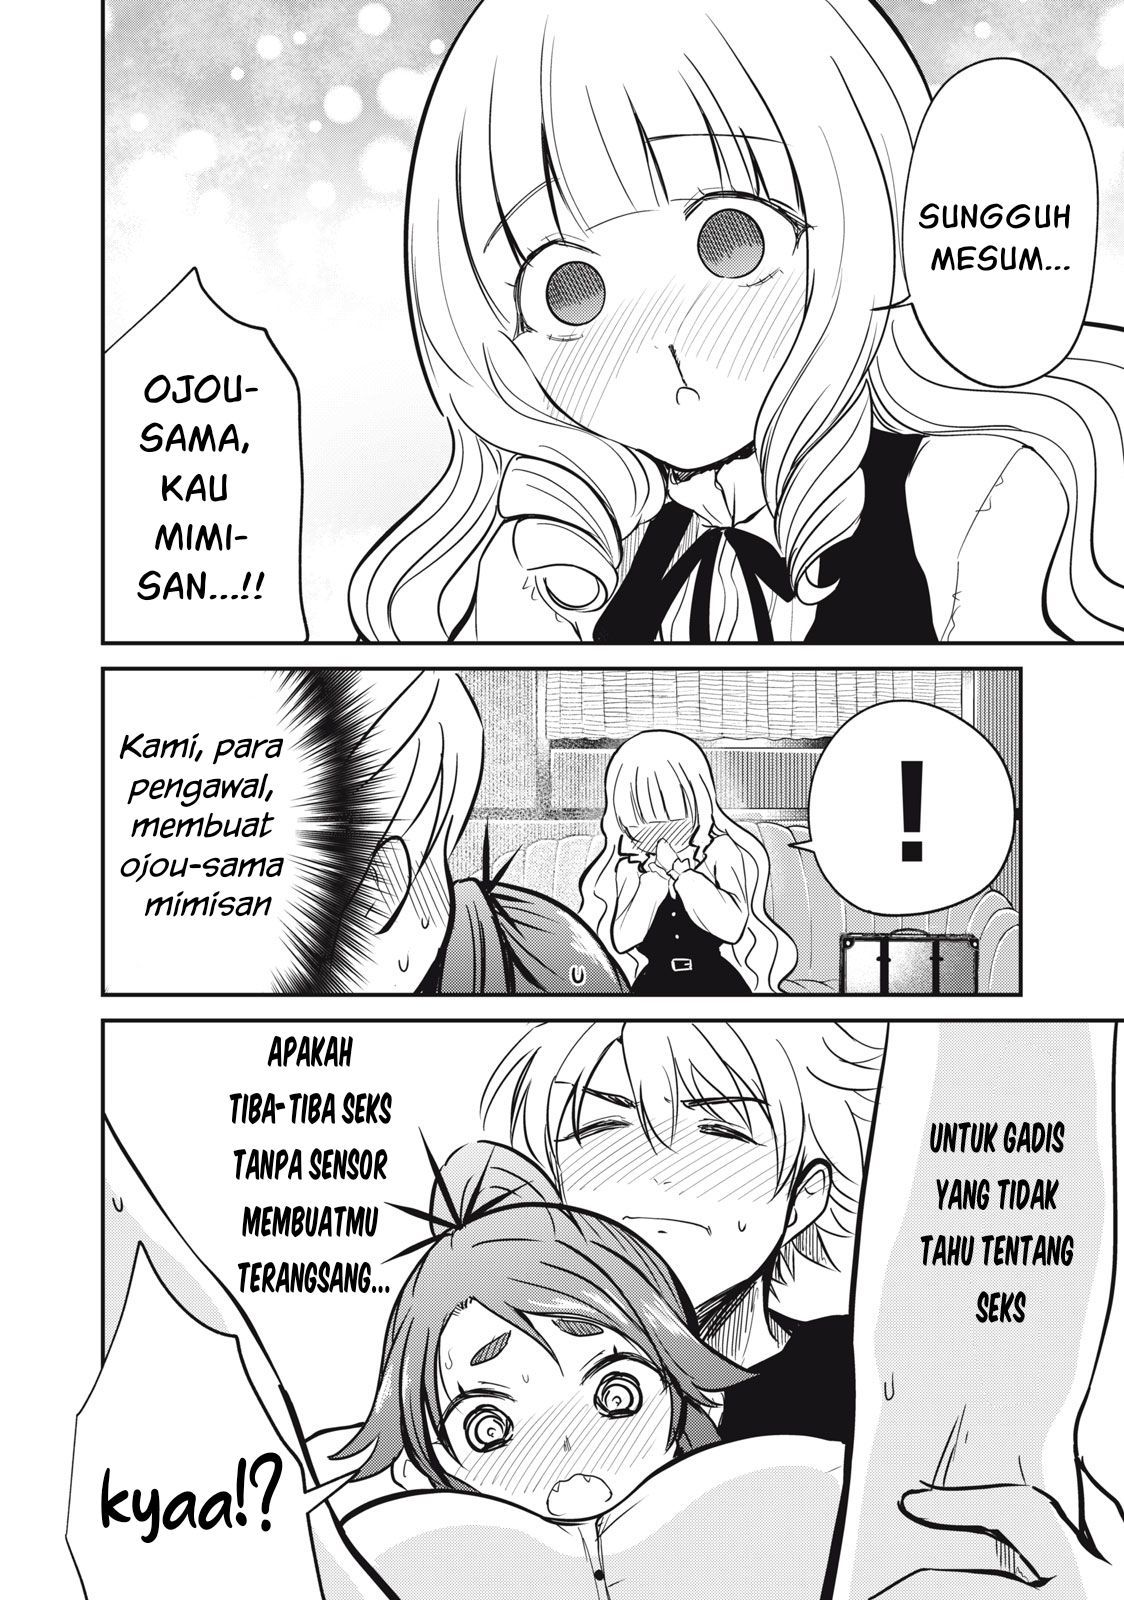 SUNGGUH
MESUM...
OJOU-
SAMA,
KAU
MIMI-
SAN...!!
!
Kami, para
pengawal,
membuat
ojou-sama
mimisan
UNTUK GADIS
YANG TIDAK
TAHU TENTANG
SEKS
APAKAH
TIBA-TIBA SEKS
TANPA SENSOR
MEMBUATMU
TERANGSANG...
kyaa!?